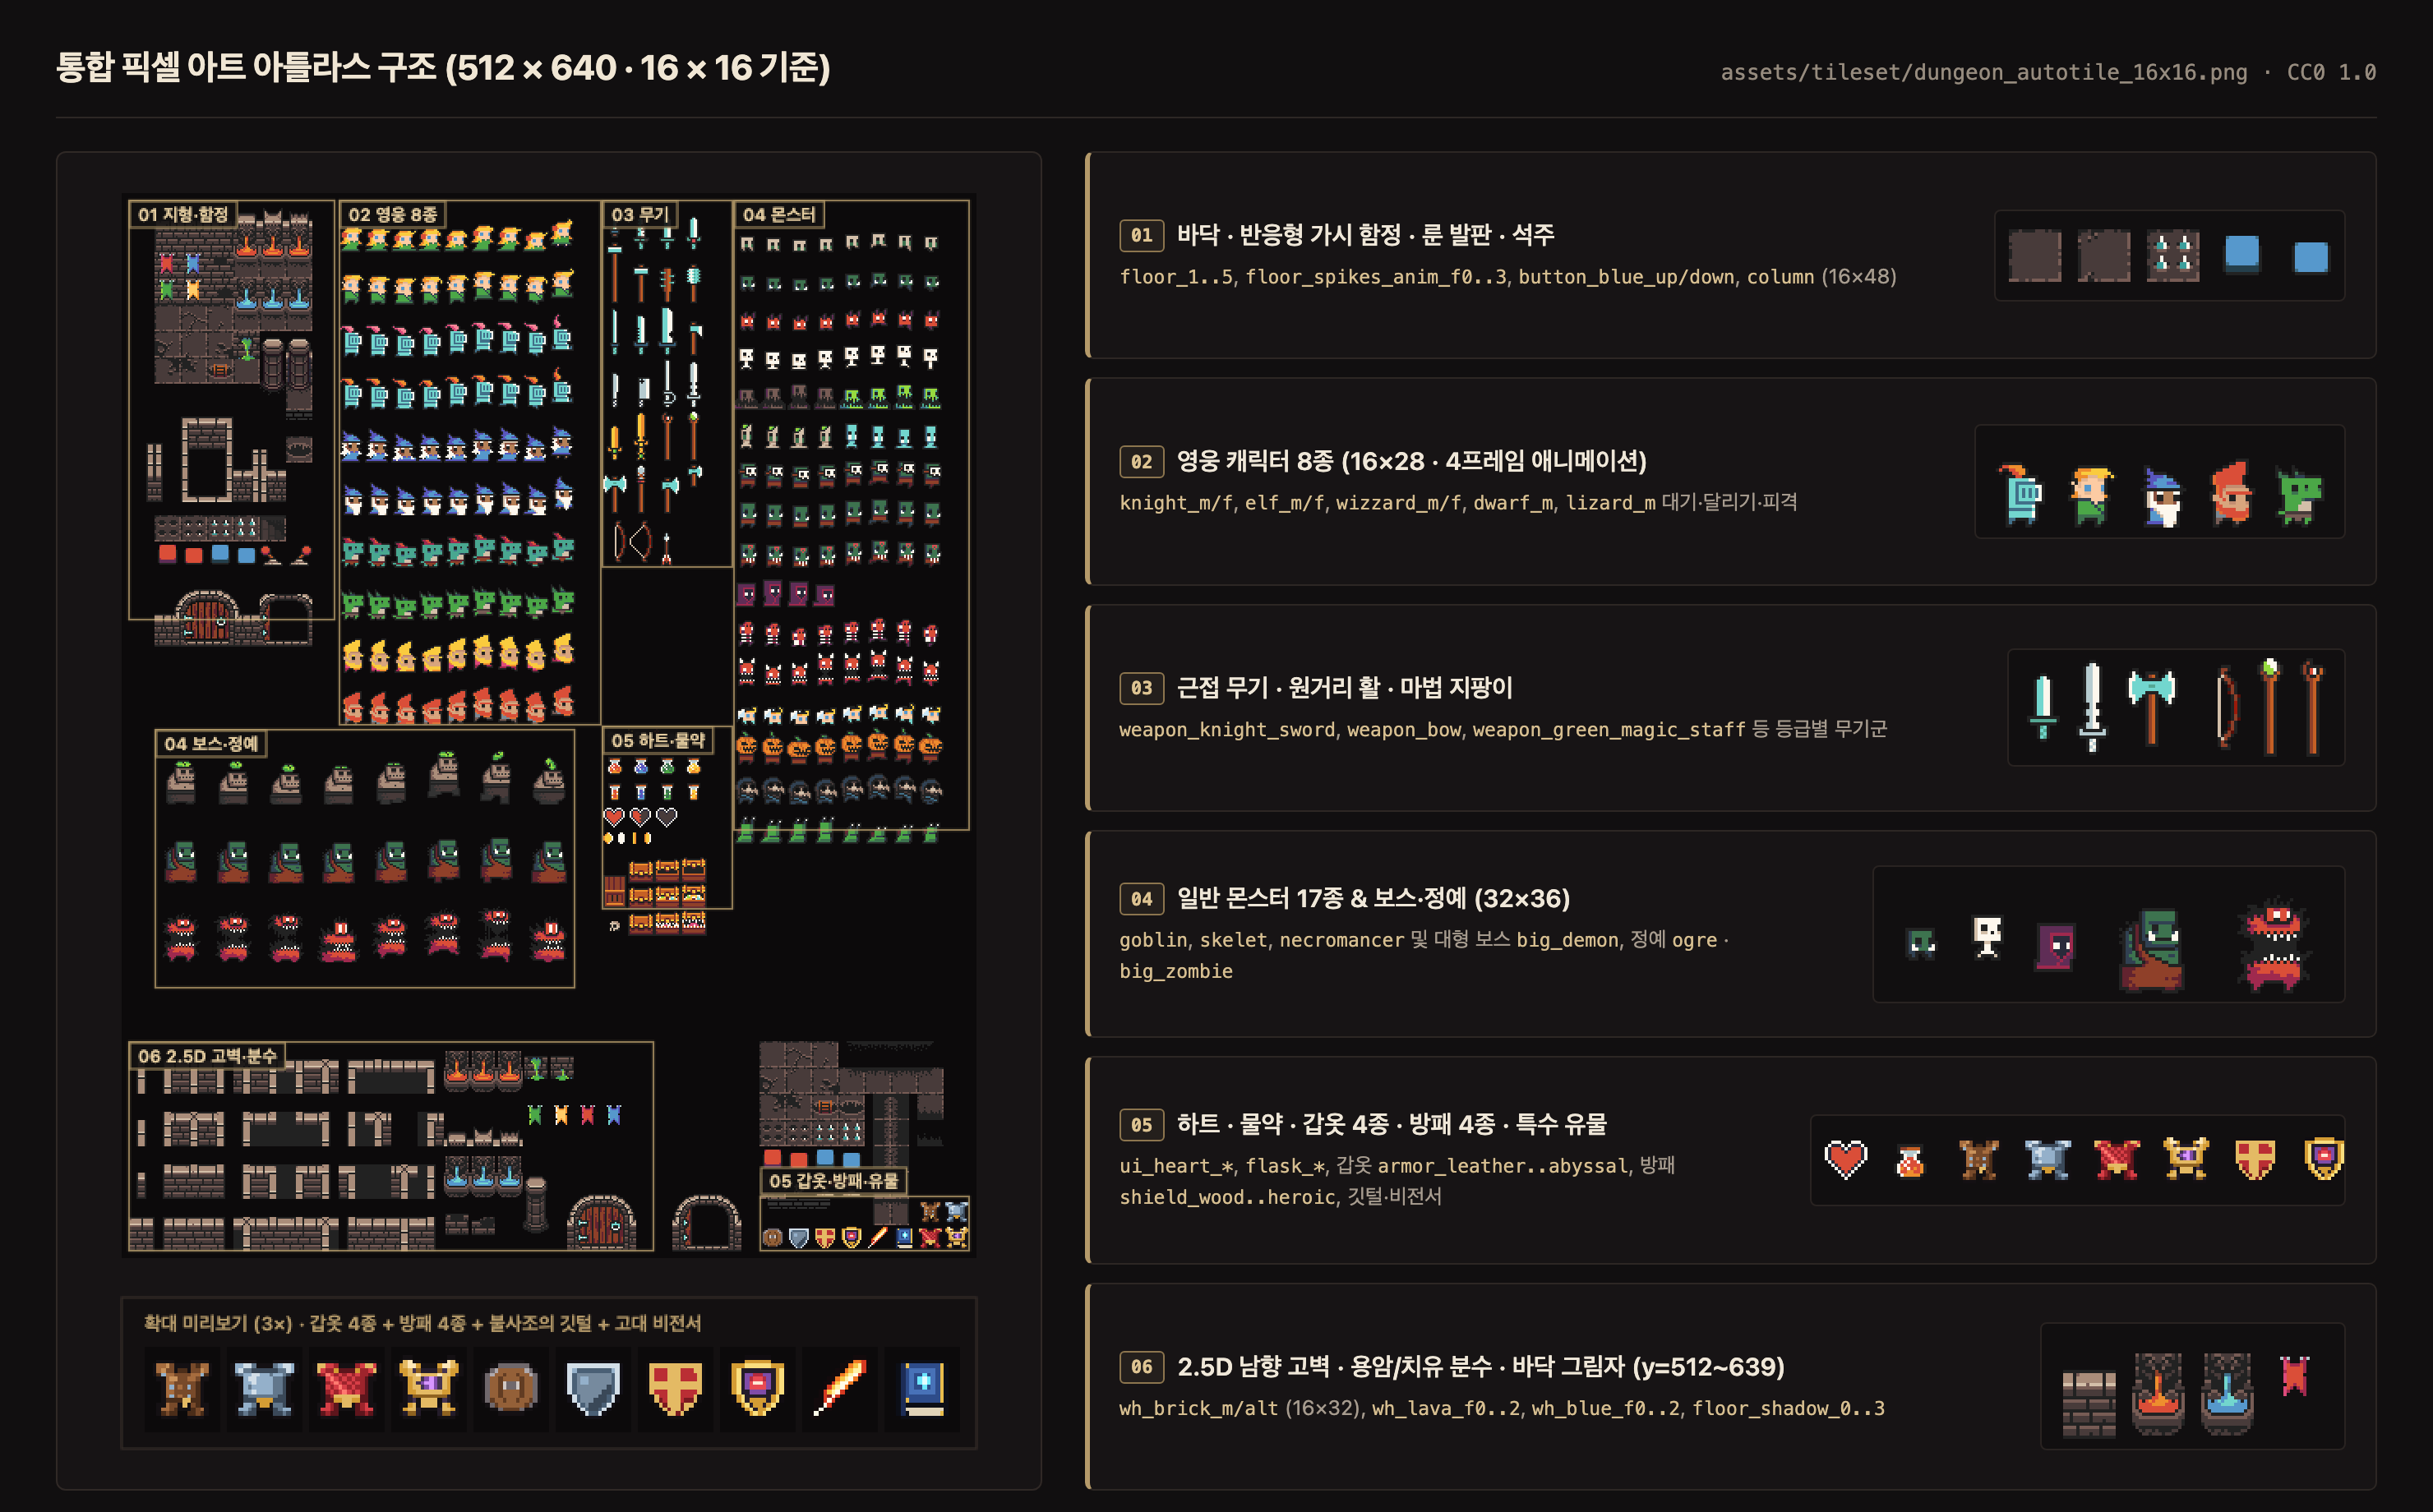 통합 픽셀 아트 아틀라스 구조 (512 × 640 · 16 × 16 기준)
assets/tileset/dungeon_autotile_16x16.png · CC0 1.0
01 지형·함정
02 영웅 8종
03 무기
04 몬스터
04 보스·정예
05 하트·물약
06 2.5D 고벽·분수
05 갑옷·방패·유물
확대 미리보기 (3×) · 갑옷 4종 + 방패 4종 + 불사조의 깃털 + 고대 비전서
01 바닥 · 반응형 가시 함정 · 룬 발판 · 석주
floor_1..5, floor_spikes_anim_f0..3, button_blue_up/down, column (16×48)
02 영웅 캐릭터 8종 (16×28 · 4프레임 애니메이션)
knight_m/f, elf_m/f, wizzard_m/f, dwarf_m, lizard_m 대기·달리기·피격
03 근접 무기 · 원거리 활 · 마법 지팡이
weapon_knight_sword, weapon_bow, weapon_green_magic_staff 등 등급별 무기군
04 일반 몬스터 17종 & 보스·정예 (32×36)
goblin, skelet, necromancer 및 대형 보스 big_demon, 정예 ogre ·
big_zombie
05 하트 · 물약 · 갑옷 4종 · 방패 4종 · 특수 유물
ui_heart_*, flask_*, 갑옷 armor_leather..abyssal, 방패
shield_wood..heroic, 깃털·비전서
06 2.5D 남향 고벽 · 용암/치유 분수 · 바닥 그림자 (y=512~639)
wh_brick_m/alt (16×32), wh_lava_f0..2, wh_blue_f0..2, floor_shadow_0..3